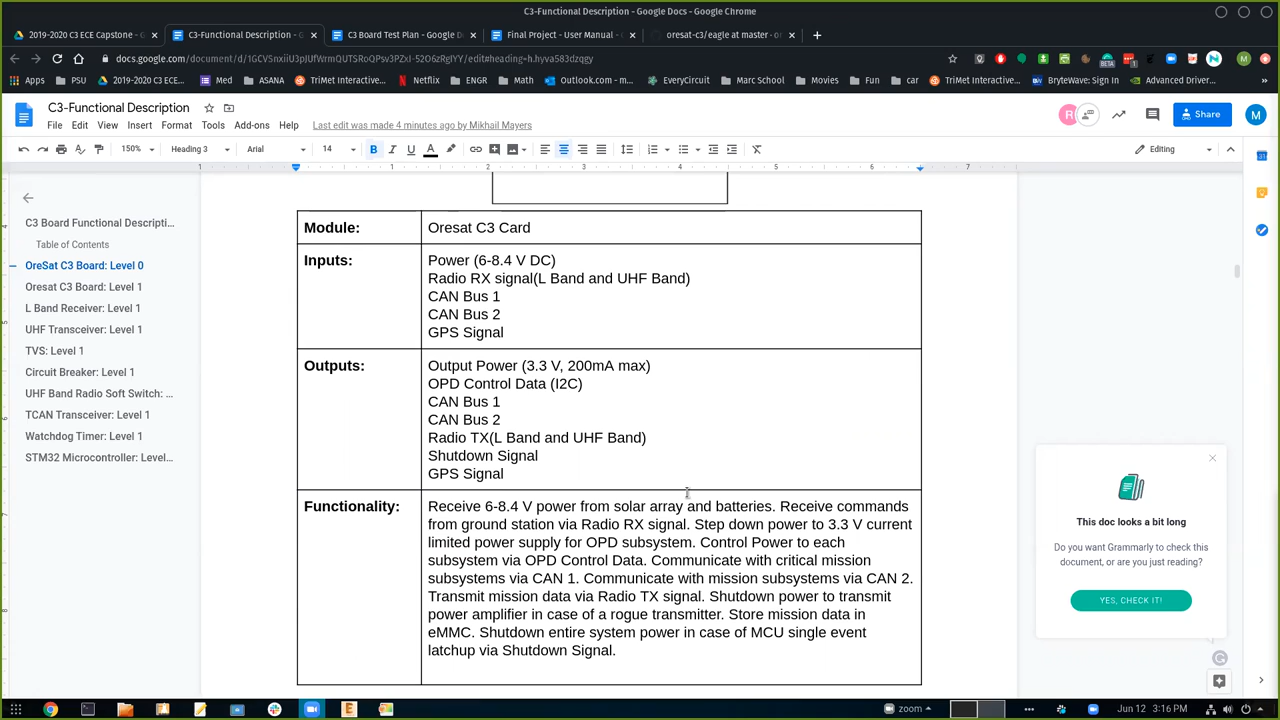 C3-Functional Description - Google Docs - Google Chrome
2019-2020 C3 ECE Capstone - G
C3-Functional Description - Goo
C3 Board Test Plan - Google Do
Final Project - User Manual - G
oresat-c3/eagle at master · ores
docs.google.com/document/d/
Apps
PSU
2019-2020 C3 ECE...
Med
ASANA
TriMet Interactive...
Netflix
ENGR
Math
Outlook.com - m...
EveryCircuit
Marc School
Movies
Fun
car
TriMet Interactive...
BryteWave: Sign In
Advanced Driver...
»
C3-Functional Description
File Edit View Insert Format Tools Add-ons Help
Last edit was made 4 minutes ago by Mikhail Mayers
R
Share
M
150%
Heading 3
Arial
14
B I U A
Editing
1 1 2 3 4 5 6 7
C3 Board Functional Descripti...
Table of Contents
OreSat C3 Board: Level 0
Oresat C3 Board: Level 1
L Band Receiver: Level 1
UHF Transceiver: Level 1
TVS: Level 1
Circuit Breaker: Level 1
UHF Band Radio Soft Switch: ...
TCAN Transceiver: Level 1
Watchdog Timer: Level 1
STM32 Microcontroller: Level...
Module:
Oresat C3 Card
Inputs:
Power (6-8.4 V DC)
Radio RX signal(L Band and UHF Band)
CAN Bus 1
CAN Bus 2
GPS Signal
Outputs:
Output Power (3.3 V, 200mA max)
OPD Control Data (I2C)
CAN Bus 1
CAN Bus 2
Radio TX(L Band and UHF Band)
Shutdown Signal
GPS Signal
Functionality:
Receive 6-8.4 V power from solar array and batteries. Receive commands
from ground station via Radio RX signal. Step down power to 3.3 V current
limited power supply for OPD subsystem. Control Power to each
subsystem via OPD Control Data. Communicate with critical mission
subsystems via CAN 1. Communicate with mission subsystems via CAN 2.
Transmit mission data via Radio TX signal. Shutdown power to transmit
power amplifier in case of a rogue transmitter. Store mission data in
eMMC. Shutdown entire system power in case of MCU single event
latchup via Shutdown Signal.
This doc looks a bit long
Do you want Grammarly to check this
document, or are you just reading?
YES, CHECK IT!
zoom
Jun 12 3:16 PM